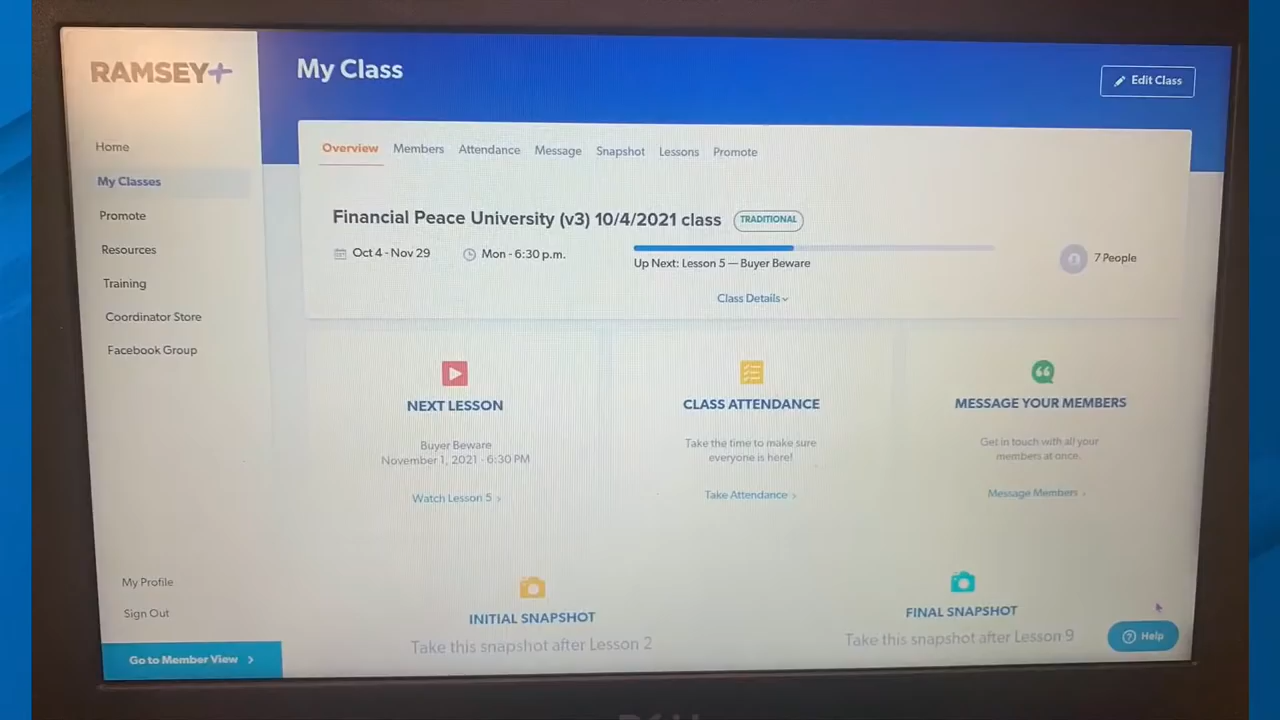 RAMSEY+
My Class
Edit Class
Home
My Classes
Promote
Resources
Training
Coordinator Store
Facebook Group
My Profile
Sign Out
Go to Member View
Overview Members Attendance Message Snapshot Lessons Promote
Financial Peace University (v3) 10/4/2021 class TRADITIONAL
Oct 4 - Nov 29 Mon - 6:30 p.m.
Up Next: Lesson 5 — Buyer Beware
7 People
Class Details
NEXT LESSON
Buyer Beware
November 1, 2021 - 6:30 PM
Watch Lesson 5
CLASS ATTENDANCE
Take the time to make sure
everyone is here!
Take Attendance
MESSAGE YOUR MEMBERS
Get in touch with all your
members at once.
Message Members
INITIAL SNAPSHOT
Take this snapshot after Lesson 2
FINAL SNAPSHOT
Take this snapshot after Lesson 9
Help